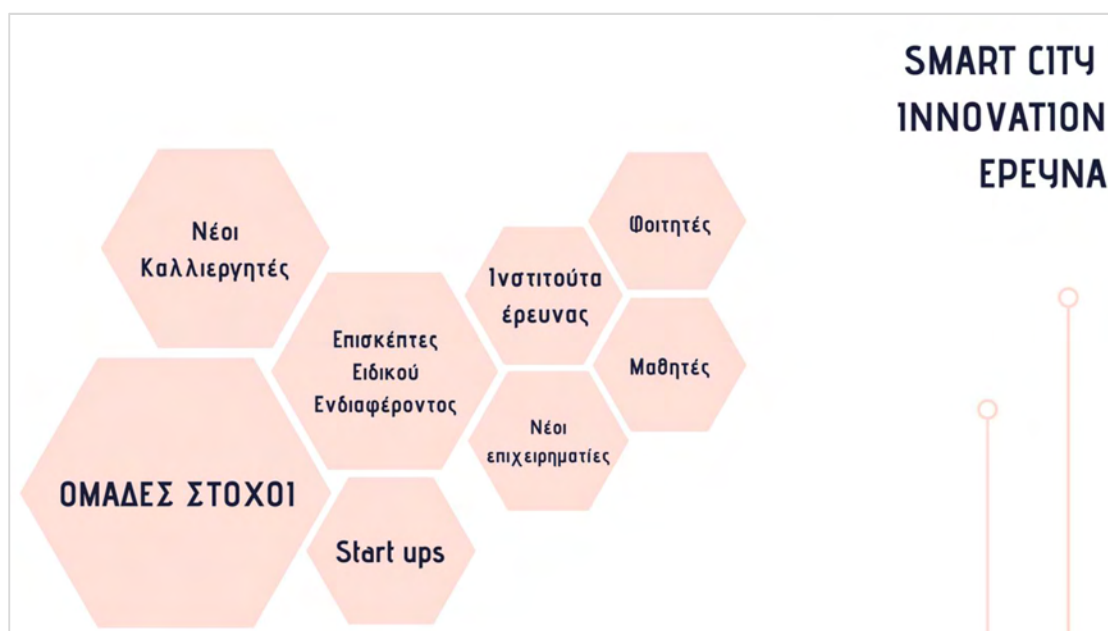 SMART CITY
INNOVATION
ΕΡΕΥΝΑ
Νέοι
Καλλιεργητές
Επισκέπτες
Ειδικού
Ενδιαφέροντος
Ινστιτούτα
έρευνας
Φοιτητές
Μαθητές
Νέοι
επιχειρηματίες
ΟΜΑΔΕΣ ΣΤΟΧΟΙ
Start ups